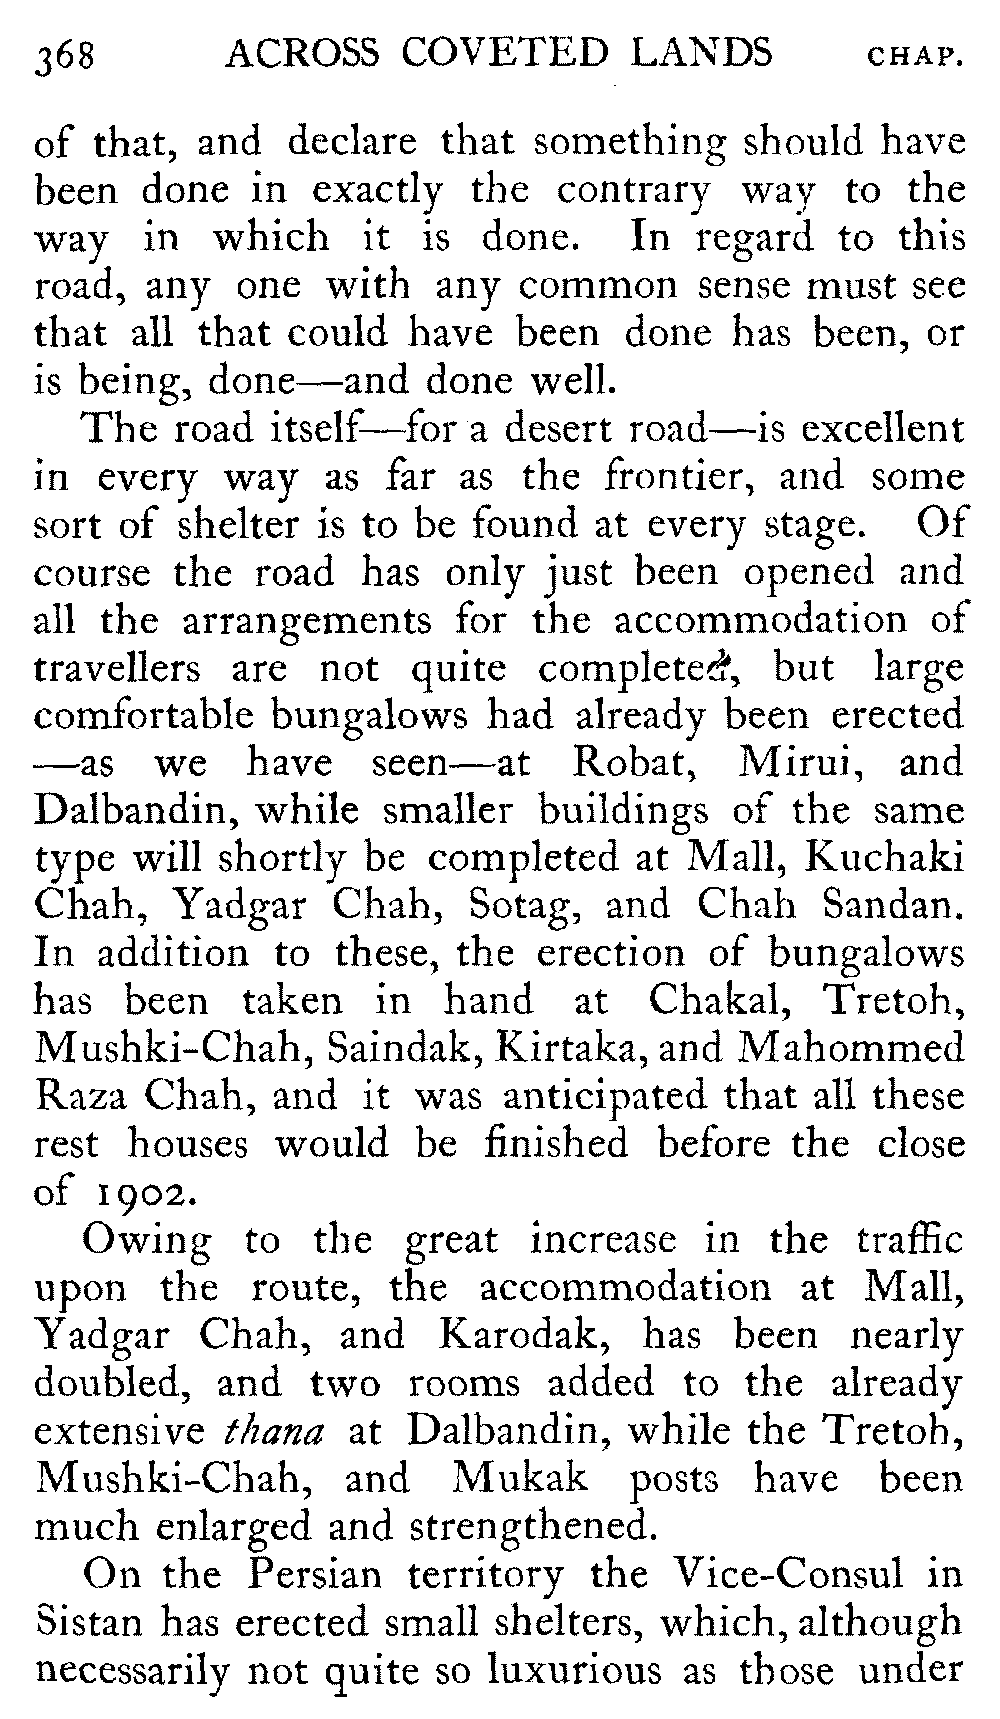 368 ACROSS COVETED LANDS CHAP.
of that, and declare that something should have
been done in exactly the contrary way to the
way in which it is done. In regard to this
road, any one with any common sense must see
that all that could have been done has been, or
is being, done—and done well.
The road itself—for a desert road—is excellent
in every way as far as the frontier, and some
sort of shelter is to be found at every stage. Of
course the road has only just been opened and
all the arrangements for the accommodation of
travellers are not quite completed, but large
comfortable bungalows had already been erected
—as we have seen—at Robat, Mirui, and
Dalbandin, while smaller buildings of the same
type will shortly be completed at Mall, Kuchaki
Chah, Yadgar Chah, Sotag, and Chah Sandan.
In addition to these, the erection of bungalows
has been taken in hand at Chakal, Tretoh,
Mushki-Chah, Saindak, Kirtaka, and Mahommed
Raza Chah, and it was anticipated that all these
rest houses would be finished before the close
of 1902.
Owing to the great increase in the traffic
upon the route, the accommodation at Mall,
Yadgar Chah, and Karodak, has been nearly
doubled, and two rooms added to the already
extensive thana at Dalbandin, while the Tretoh,
Mushki-Chah, and Mukak posts have been
much enlarged and strengthened.
On the Persian territory the Vice-Consul in
Sistan has erected small shelters, which, although
necessarily not quite so luxurious as those under